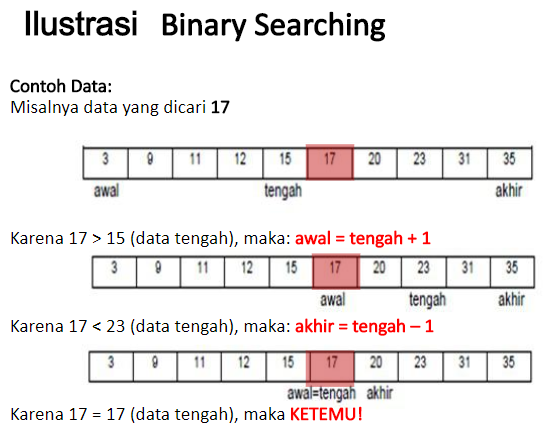 Ilustrasi Binary Searching
Contoh Data:
Misalnya data yang dicari 17
3 9 11 12 15 17 20 23 31 35
awal tengah akhir
Karena 17 > 15 (data tengah), maka: awal = tengah + 1
3 9 11 12 15 17 20 23 31 35
awal tengah akhir
Karena 17 < 23 (data tengah), maka: akhir = tengah – 1
3 9 11 12 15 17 20 23 31 35
awal=tengah akhir
Karena 17 = 17 (data tengah), maka KETEMU!